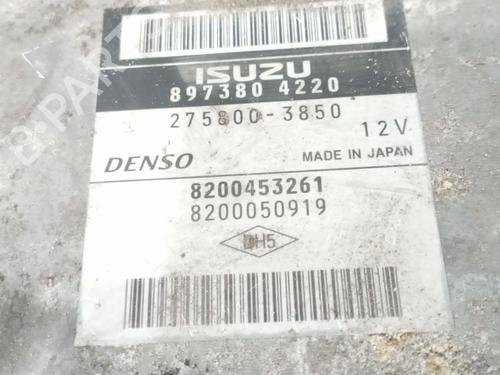 ISUZU
897380 4220
275800-3850
12V
DENSO
MADE IN JAPAN
8200453261
8200050919
DH5